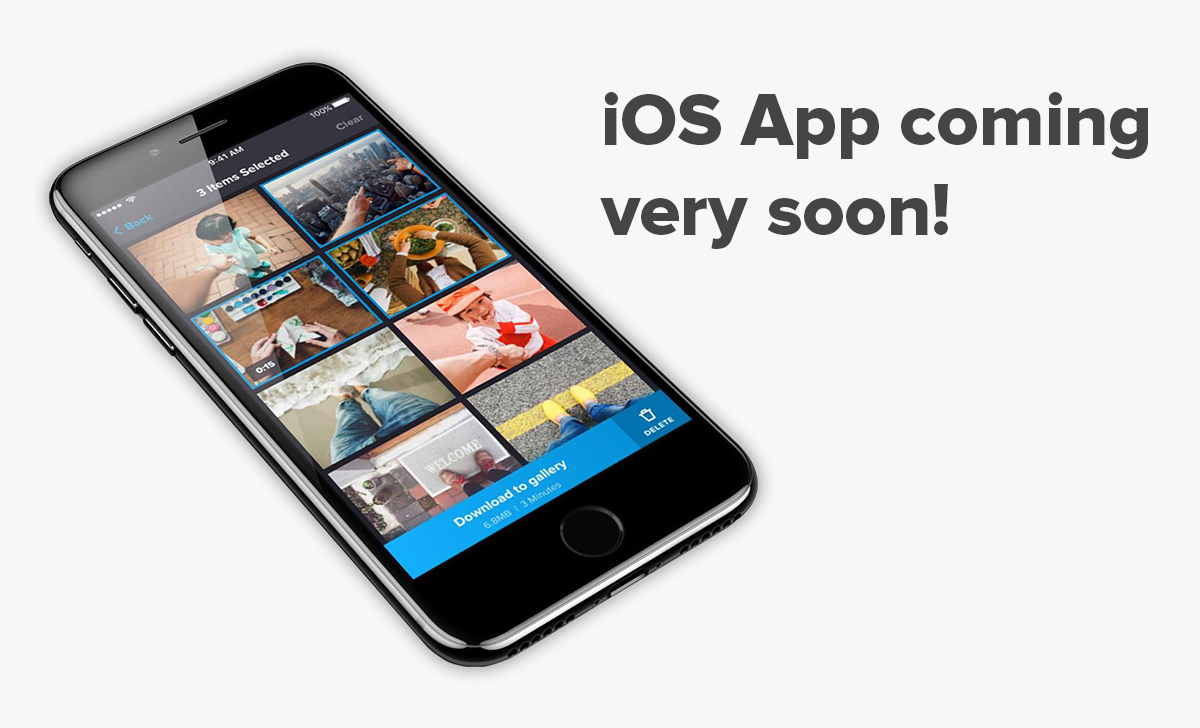 iOS App coming
very soon!
9:41 AM
100%
Back
3 Items Selected
Clear
0:15
WELCOME
Download to gallery
6.8MB | 3 Minutes
DELETE